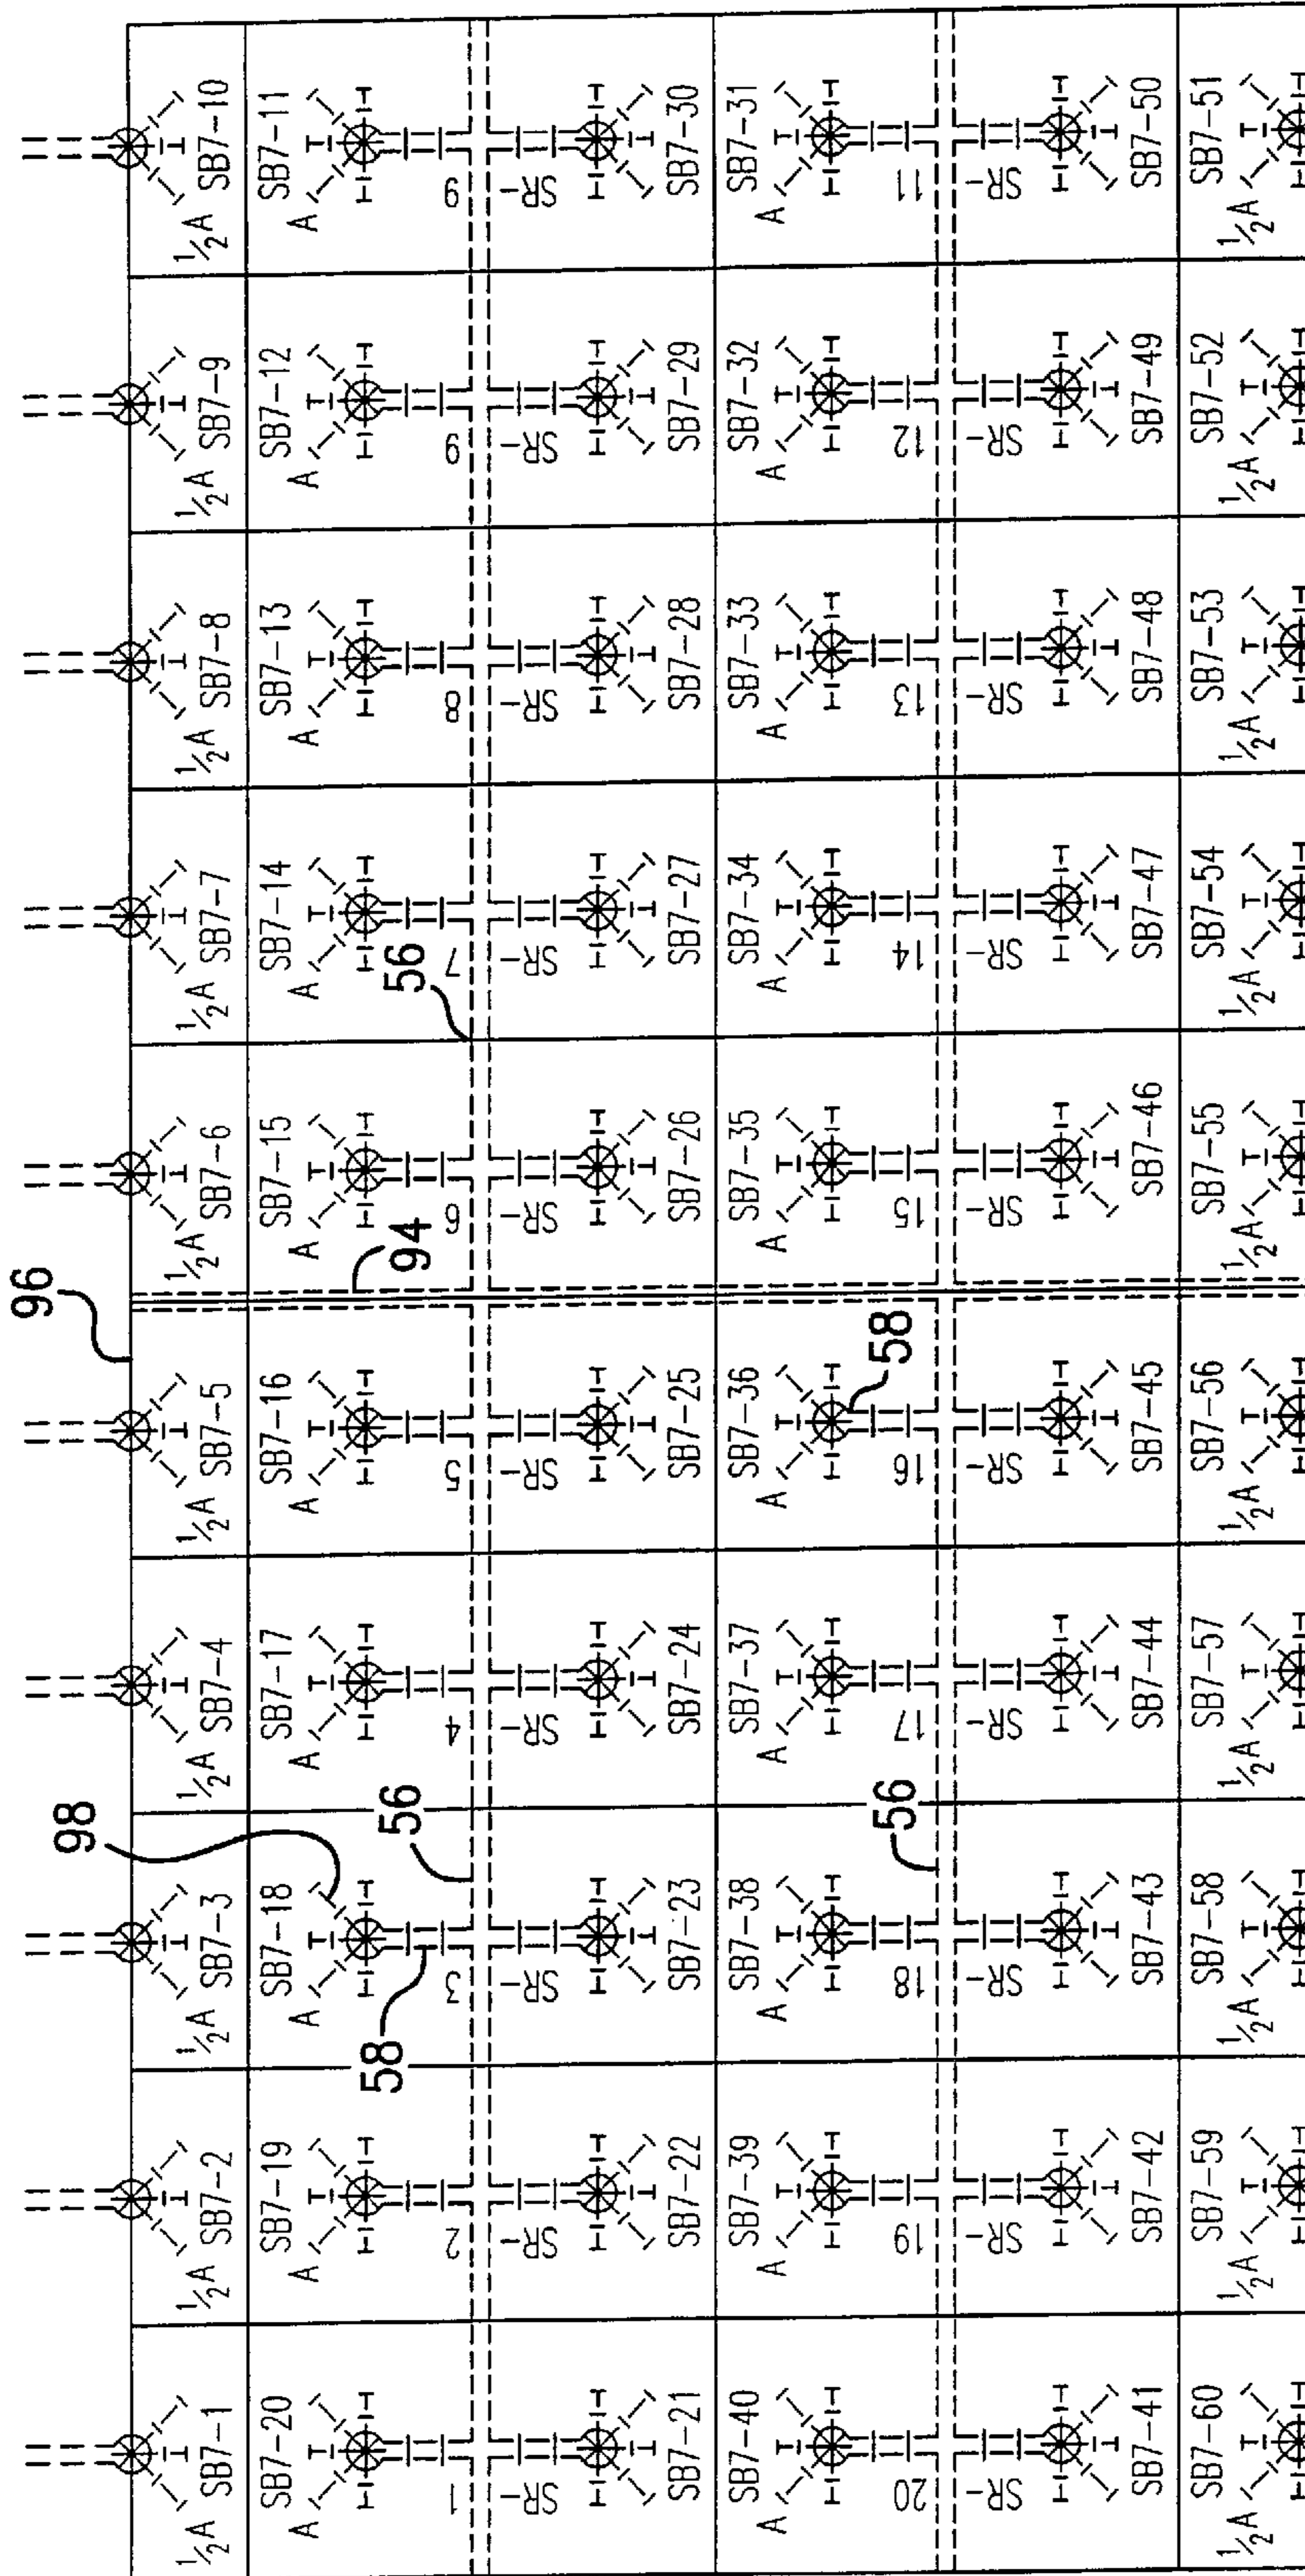 98
96
½A ½A ½A ½A ½A ½A ½A ½A ½A ½A
SB7-1 SB7-2 SB7-3 SB7-4 SB7-5 SB7-6 SB7-7 SB7-8 SB7-9 SB7-10
SB7-20 SB7-19 SB7-18 SB7-17 SB7-16 SB7-15 SB7-14 SB7-13 SB7-12 SB7-11
A A A A A A A A A A
58 56 94 56
1 2 3 4 5 6 7 8 9 9
SR- SR- SR- SR- SR- SR- SR- SR- SR- SR-
SB7-21 SB7-22 SB7-23 SB7-24 SB7-25 SB7-26 SB7-27 SB7-28 SB7-29 SB7-30
SB7-40 SB7-39 SB7-38 SB7-37 SB7-36 SB7-35 SB7-34 SB7-33 SB7-32 SB7-31
A A A A A A A A A A
56 58
20 19 18 17 16 15 14 13 12 11
SR- SR- SR- SR- SR- SR- SR- SR- SR- SR-
SB7-41 SB7-42 SB7-43 SB7-44 SB7-45 SB7-46 SB7-47 SB7-48 SB7-49 SB7-50
SB7-60 SB7-59 SB7-58 SB7-57 SB7-56 SB7-55 SB7-54 SB7-53 SB7-52 SB7-51
½A ½A ½A ½A ½A ½A ½A ½A ½A ½A